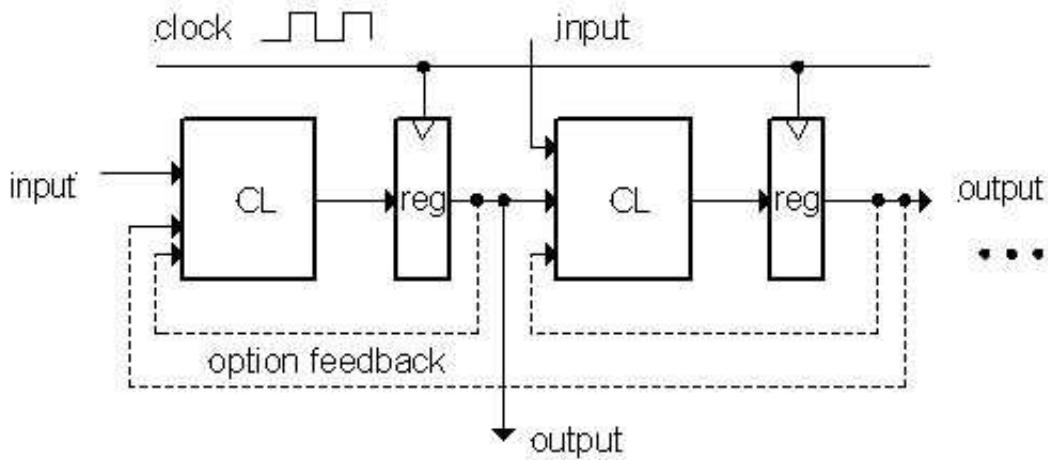 clock
input
input
CL
reg
CL
reg
output
option feedback
output